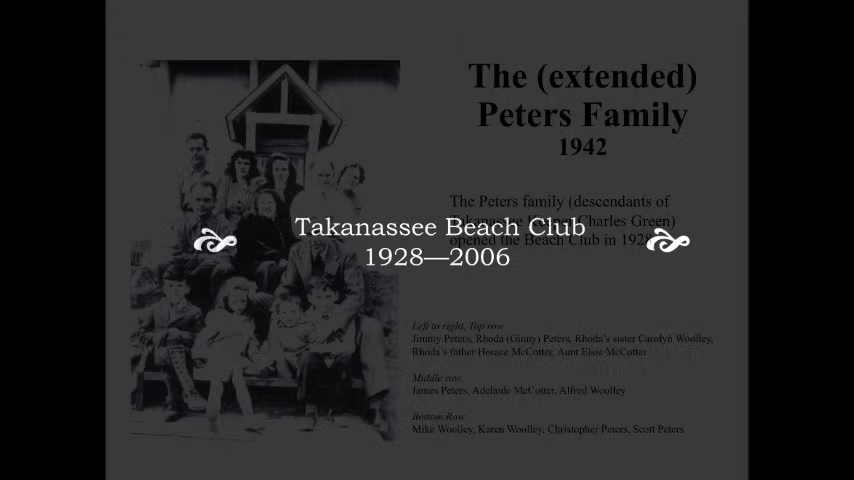 The (extended)
Peters Family
1942
The Peters family (descendants of
Takanassee Keeper Charles Green)
opened the Beach Club in 1928
Takanassee Beach Club
1928—2006
Left to right, Top row
Jimmy Peters, Rhoda (Ginny) Peters, Rhoda's sister Carolyn Woolley,
Rhoda's father Horace McCotter, Aunt Elsie McCotter
Middle row
James Peters, Adelaide McCotter, Alfred Woolley
Bottom Row
Mike Woolley, Karen Woolley, Christopher Peters, Scott Peters